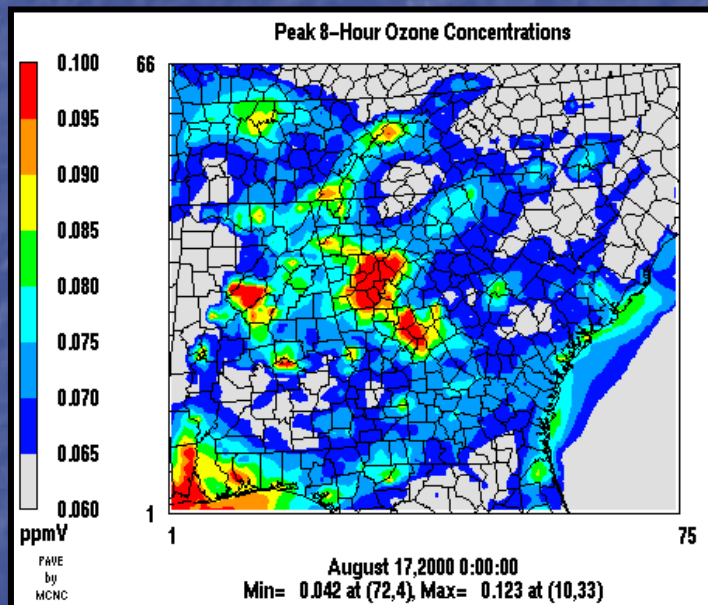 Peak 8-Hour Ozone Concentrations
0.100
0.095
0.090
0.085
0.080
0.075
0.070
0.065
0.060
ppmV
PAVE
by
MCNC
66
1
1
75
August 17,2000 0:00:00
Min= 0.042 at (72,4), Max= 0.123 at (10,33)